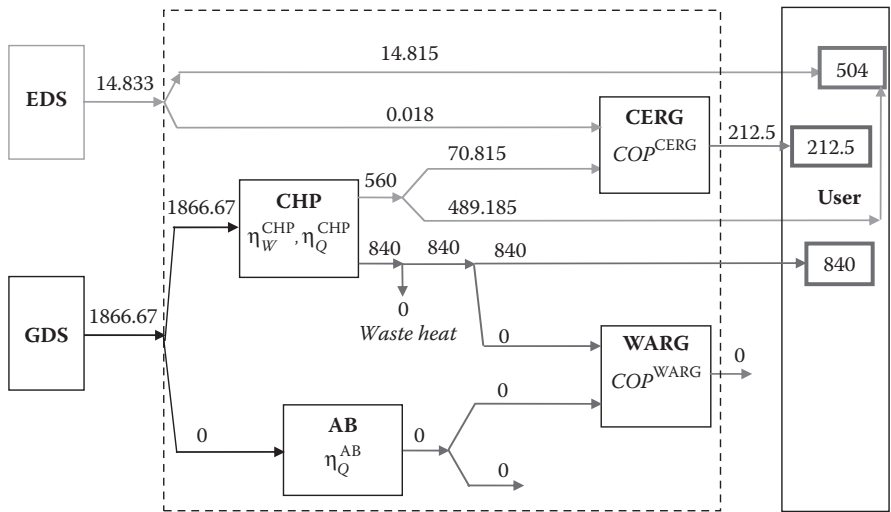 14.815
504
EDS
14.833
0.018
CERG
COP^CERG
212.5
212.5
70.815
560
CHP
η_W^CHP, η_Q^CHP
1866.67
489.185
User
840
840
840
840
0
Waste heat
GDS
1866.67
0
WARG
COP^WARG
0
0
AB
η_Q^AB
0
0
0